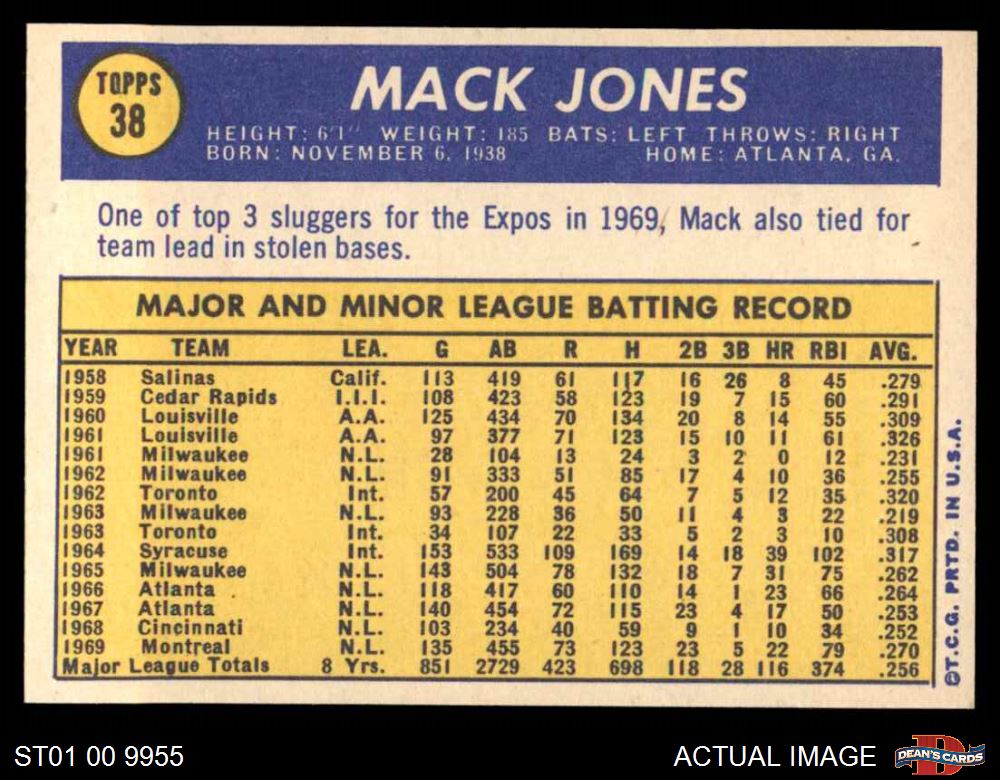 TOPPS
38
MACK JONES
HEIGHT: 6'1" WEIGHT: 185 BATS: LEFT THROWS: RIGHT
BORN: NOVEMBER 6, 1938 HOME: ATLANTA, GA.
One of top 3 sluggers for the Expos in 1969, Mack also tied for
team lead in stolen bases.
MAJOR AND MINOR LEAGUE BATTING RECORD
YEAR TEAM LEA. G AB R H 2B 3B HR RBI AVG.
1958 Salinas Calif. 113 419 61 117 16 26 8 45 .279
1959 Cedar Rapids I.I.I. 108 423 58 123 19 7 15 60 .291
1960 Louisville A.A. 125 434 70 134 20 8 14 55 .309
1961 Louisville A.A. 97 377 71 123 15 10 11 61 .326
1961 Milwaukee N.L. 28 104 13 24 3 2 0 12 .231
1962 Milwaukee N.L. 91 333 51 85 17 4 10 36 .255
1962 Toronto Int. 57 200 45 64 7 5 12 35 .320
1963 Milwaukee N.L. 93 228 36 50 11 4 3 22 .219
1963 Toronto Int. 34 107 22 33 5 2 3 10 .308
1964 Syracuse Int. 153 533 109 169 14 18 39 102 .317
1965 Milwaukee N.L. 143 504 78 132 18 7 31 75 .262
1966 Atlanta N.L. 118 417 60 110 14 1 23 66 .264
1967 Atlanta N.L. 140 454 72 115 23 4 17 50 .253
1968 Cincinnati N.L. 103 234 40 59 9 1 10 34 .252
1969 Montreal N.L. 135 455 73 123 23 5 22 79 .270
Major League Totals 8 Yrs. 851 2729 423 698 118 28 116 374 .256
©T.C.G. PRTD. IN U.S.A.
ST01 00 9955
ACTUAL IMAGE
DEAN'S CARDS